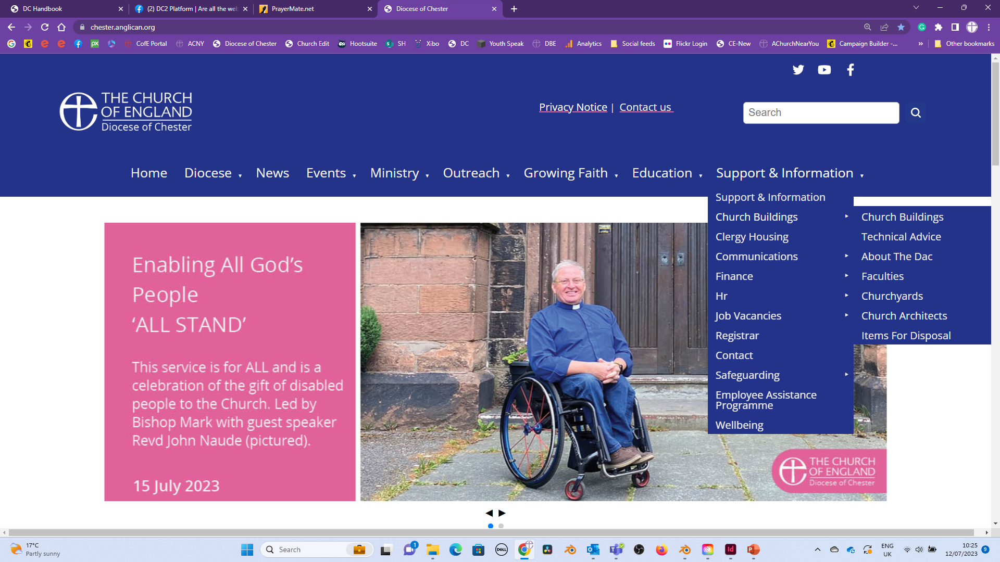 DC Handbook
(2) DC2 Platform | Are all the web
PrayerMate.net
Diocese of Chester
chester.anglican.org
CofE Portal
ACNY
Diocese of Chester
Church Edit
Hootsuite
SH
Xibo
DC
Youth Speak
DBE
Analytics
Social feeds
Flickr Login
CE-New
AChurchNearYou
Campaign Builder -...
»
Other bookmarks
THE CHURCH
OF ENGLAND
Diocese of Chester
Privacy Notice | Contact us
Search
Home Diocese News Events Ministry Outreach Growing Faith Education Support & Information
Support & Information
Church Buildings
Clergy Housing
Communications
Finance
Hr
Job Vacancies
Registrar
Contact
Safeguarding
Employee Assistance
Programme
Wellbeing
Church Buildings
Technical Advice
About The Dac
Faculties
Churchyards
Church Architects
Items For Disposal
Enabling All God's
People
‘ALL STAND’
This service is for ALL and is a
celebration of the gift of disabled
people to the Church. Led by
Bishop Mark with guest speaker
Revd John Naude (pictured).
15 July 2023
THE CHURCH
OF ENGLAND
Diocese of Chester
17°C
Partly sunny
Search
1
DELL
Id
ENG
UK
10:25
12/07/2023
9